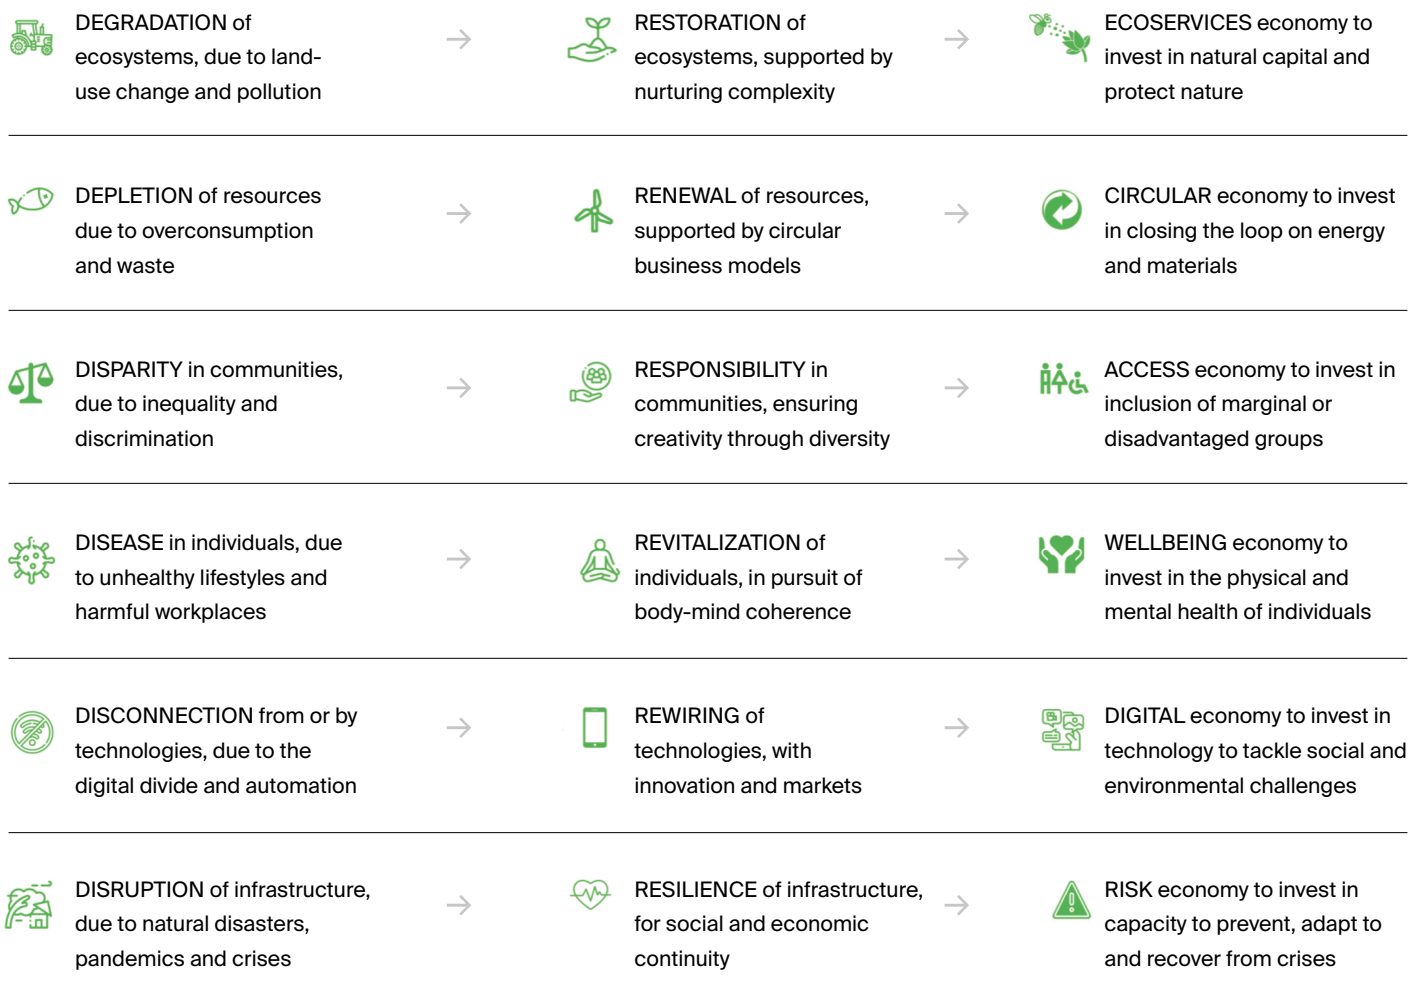 DEGRADATION of
ecosystems, due to land-
use change and pollution
RESTORATION of
ecosystems, supported by
nurturing complexity
ECOSERVICES economy to
invest in natural capital and
protect nature
DEPLETION of resources
due to overconsumption
and waste
RENEWAL of resources,
supported by circular
business models
CIRCULAR economy to invest
in closing the loop on energy
and materials
DISPARITY in communities,
due to inequality and
discrimination
RESPONSIBILITY in
communities, ensuring
creativity through diversity
ACCESS economy to invest in
inclusion of marginal or
disadvantaged groups
DISEASE in individuals, due
to unhealthy lifestyles and
harmful workplaces
REVITALIZATION of
individuals, in pursuit of
body-mind coherence
WELLBEING economy to
invest in the physical and
mental health of individuals
DISCONNECTION from or by
technologies, due to the
digital divide and automation
REWIRING of
technologies, with
innovation and markets
DIGITAL economy to invest in
technology to tackle social and
environmental challenges
DISRUPTION of infrastructure,
due to natural disasters,
pandemics and crises
RESILIENCE of infrastructure,
for social and economic
continuity
RISK economy to invest in
capacity to prevent, adapt to
and recover from crises